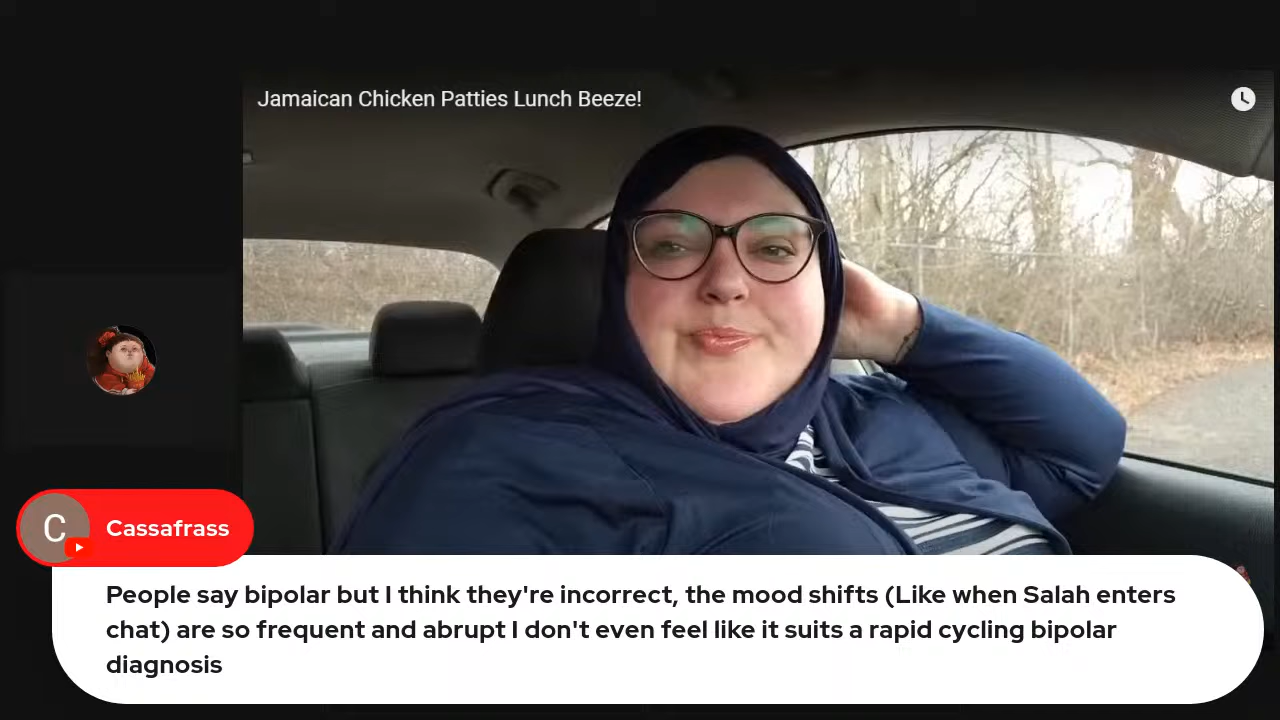 Jamaican Chicken Patties Lunch Beeze!
C
Cassafrass
People say bipolar but I think they're incorrect, the mood shifts (Like when Salah enters
chat) are so frequent and abrupt I don't even feel like it suits a rapid cycling bipolar
diagnosis